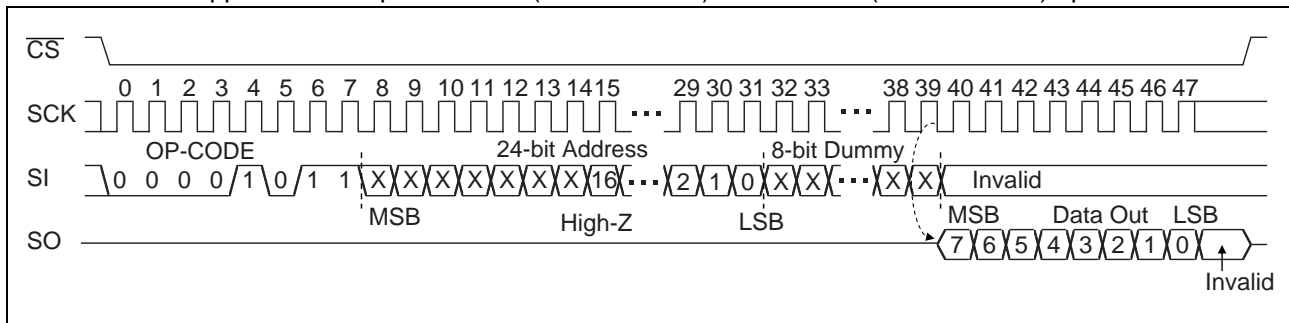 CS
0 1 2 3 4 5 6 7 8 9 10 11 12 13 14 15 29 30 31 32 33 38 39 40 41 42 43 44 45 46 47
SCK
OP-CODE 24-bit Address 8-bit Dummy
SI 0 0 0 0 1 0 1 1 X X X X X X X 16 ••• 2 1 0 X X ••• X X Invalid
MSB High-Z LSB MSB Data Out LSB
SO 7 6 5 4 3 2 1 0
Invalid